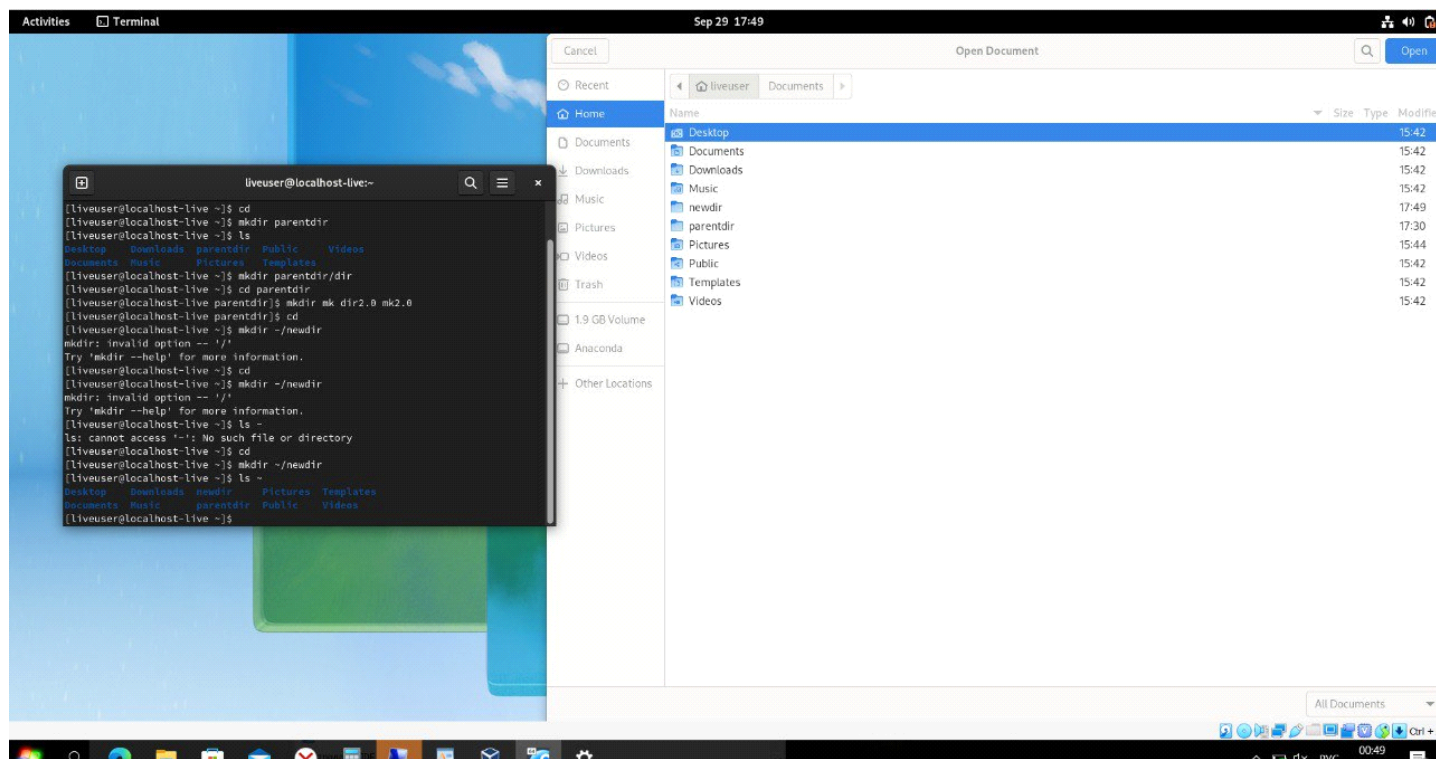 Activities Terminal Sep 29 17:49
Cancel Open Document Open
Recent
Home
Documents
Downloads
Music
Pictures
Videos
Trash
1.9 GB Volume
Anaconda
+ Other Locations
liveuser Documents
Name Size Type
Desktop 15:42
Documents 15:42
Downloads 15:42
Music 15:42
newdir 17:49
parentdir 17:30
Pictures 15:44
Public 15:42
Templates 15:42
Videos 15:42
All Documents
liveuser@localhost-live:~
[liveuser@localhost-live ~]$ cd
[liveuser@localhost-live ~]$ mkdir parentdir
[liveuser@localhost-live ~]$ ls
Desktop Downloads parentdir Public Videos
Documents Music Pictures Templates
[liveuser@localhost-live ~]$ mkdir parentdir/dir
[liveuser@localhost-live ~]$ cd parentdir
[liveuser@localhost-live parentdir]$ mkdir mk dir2.0 mk2.0
[liveuser@localhost-live parentdir]$ cd
[liveuser@localhost-live ~]$ mkdir -/newdir
mkdir: invalid option -- '/'
Try 'mkdir --help' for more information.
[liveuser@localhost-live ~]$ cd
[liveuser@localhost-live ~]$ mkdir -/newdir
mkdir: invalid option -- '/'
Try 'mkdir --help' for more information.
[liveuser@localhost-live ~]$ ls -
ls: cannot access '-': No such file or directory
[liveuser@localhost-live ~]$ cd
[liveuser@localhost-live ~]$ mkdir ~/newdir
[liveuser@localhost-live ~]$ ls ~
Desktop Downloads newdir Pictures Templates
Documents Music parentdir Public Videos
[liveuser@localhost-live ~]$
Ctrl +
00:49